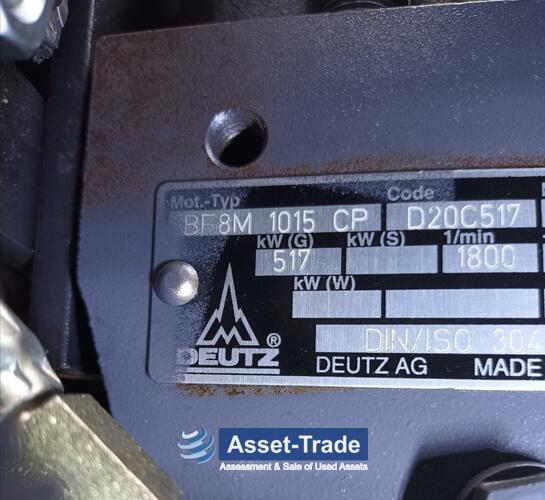 Mot.-Typ Code
BF8M 1015 CP D20C517
kW (G) kW (S) 1/min
517 1800
kW (W)
DIN/ISO 304
DEUTZ ®
DEUTZ AG MADE
Asset-Trade
Assessment & Sale of Used Assets